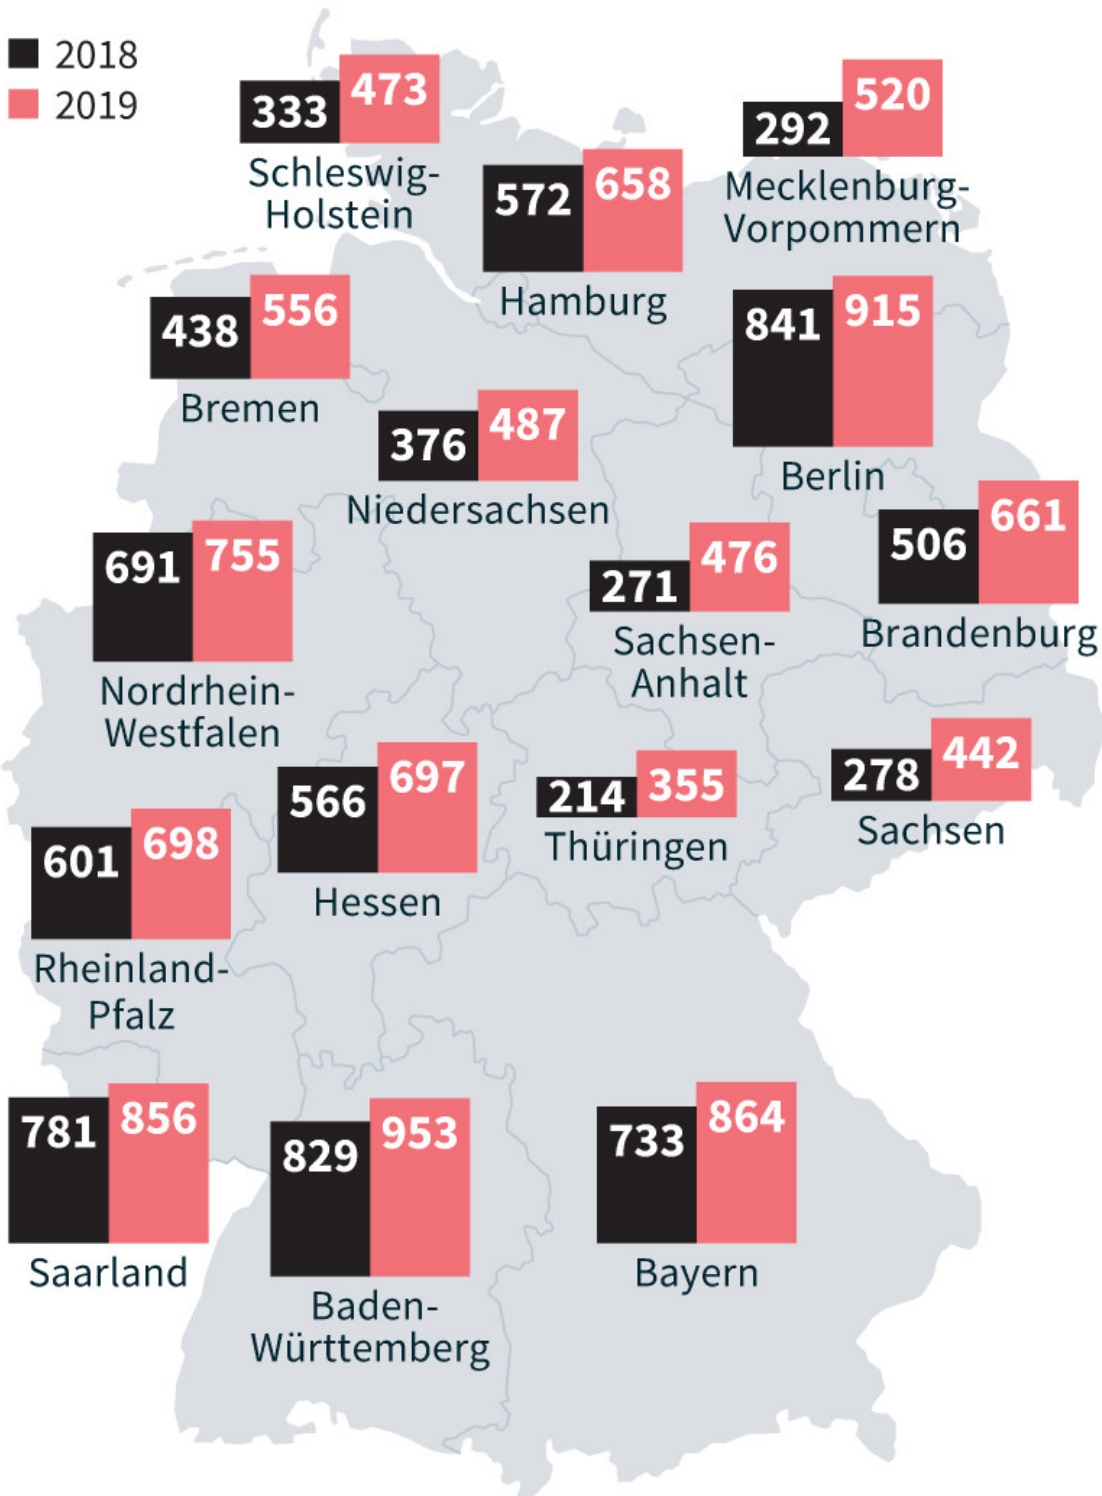 2018
2019
333 473
Schleswig-
Holstein
292 520
Mecklenburg-
Vorpommern
572 658
Hamburg
438 556
Bremen
841 915
Berlin
376 487
Niedersachsen
506 661
Brandenburg
691 755
Nordrhein-
Westfalen
271 476
Sachsen-
Anhalt
278 442
Sachsen
566 697
Hessen
214 355
Thüringen
601 698
Rheinland-
Pfalz
781 856
Saarland
829 953
Baden-
Württemberg
733 864
Bayern